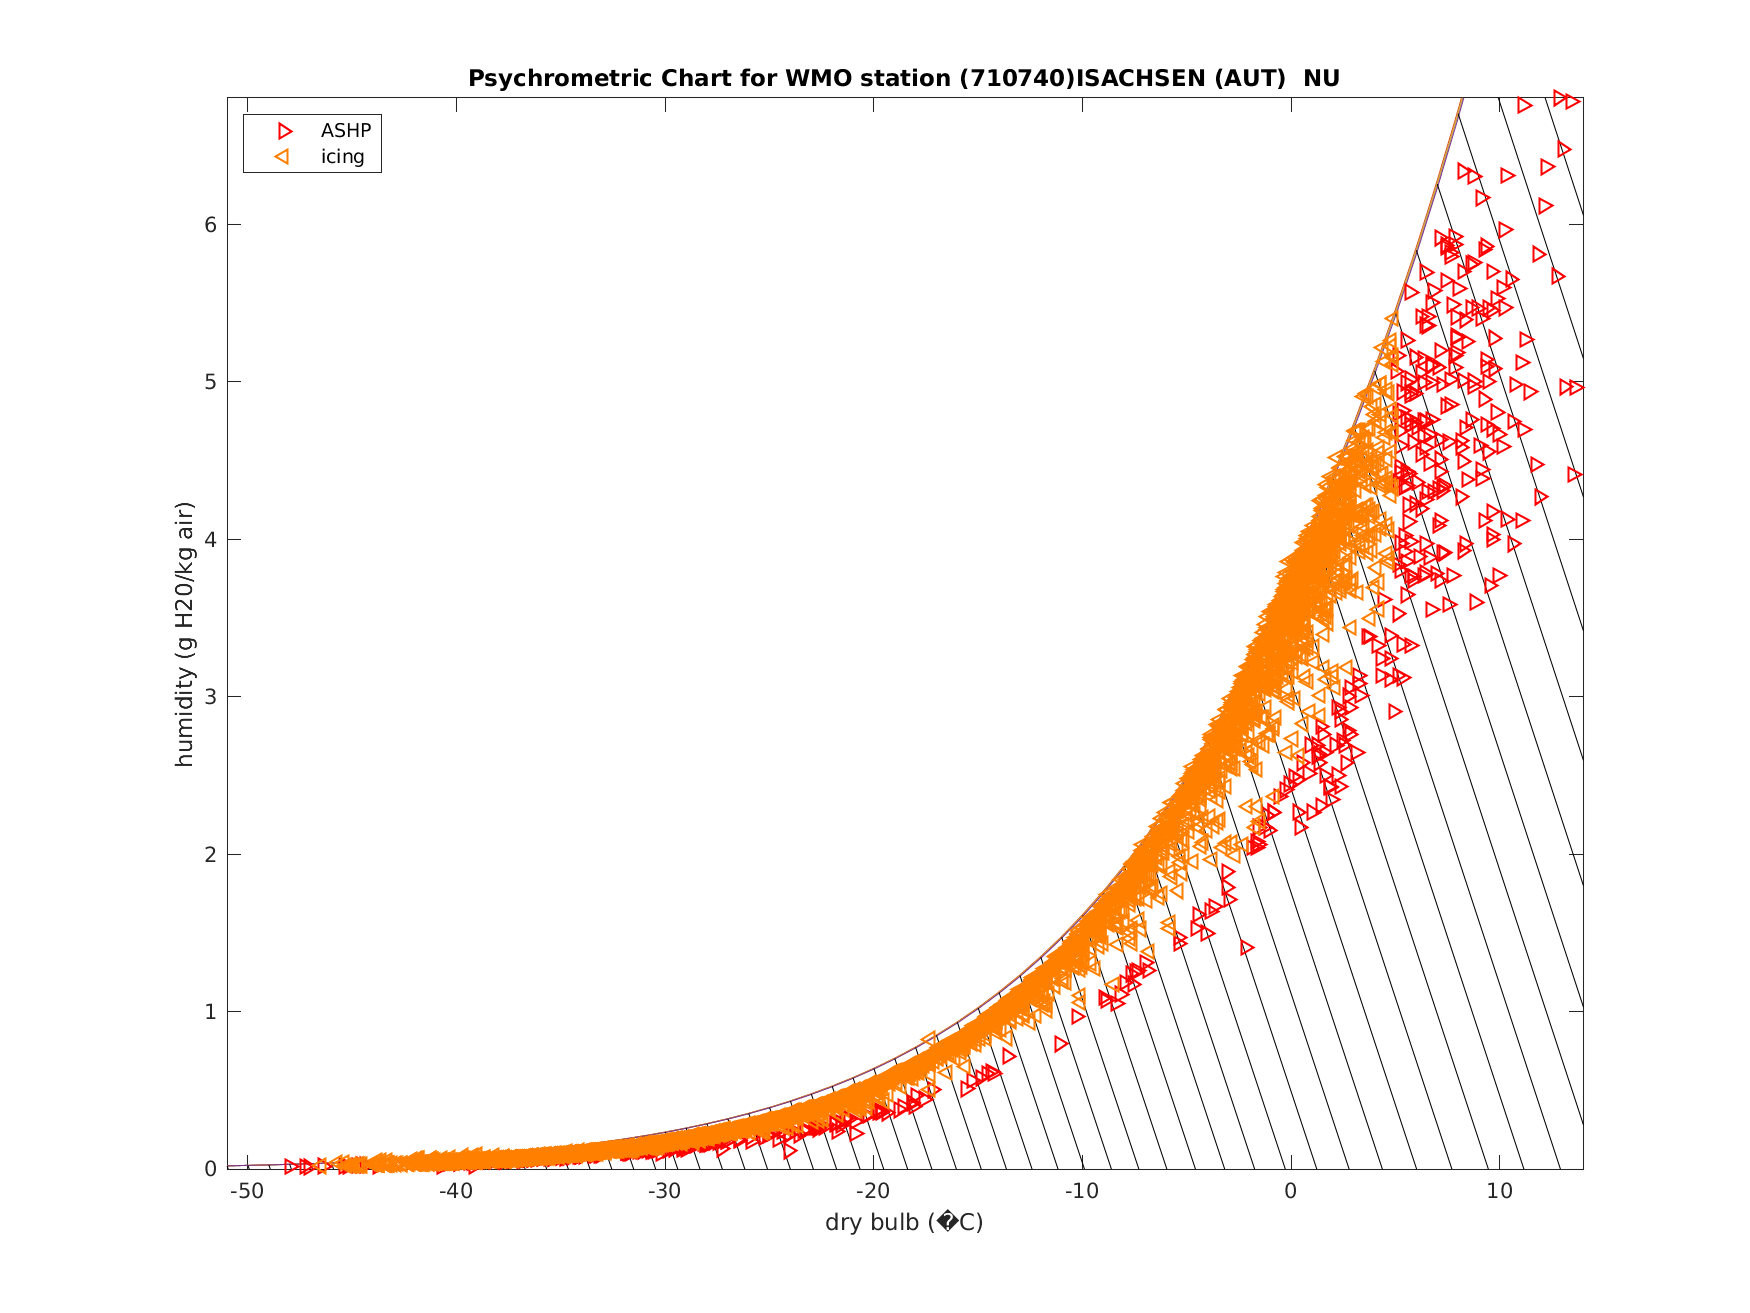 Psychrometric Chart for WMO station (710740)ISACHSEN (AUT)  NU
ASHP
icing
humidity (g H20/kg air)
6
5
4
3
2
1
0
-50 -40 -30 -20 -10 0 10
dry bulb (�C)